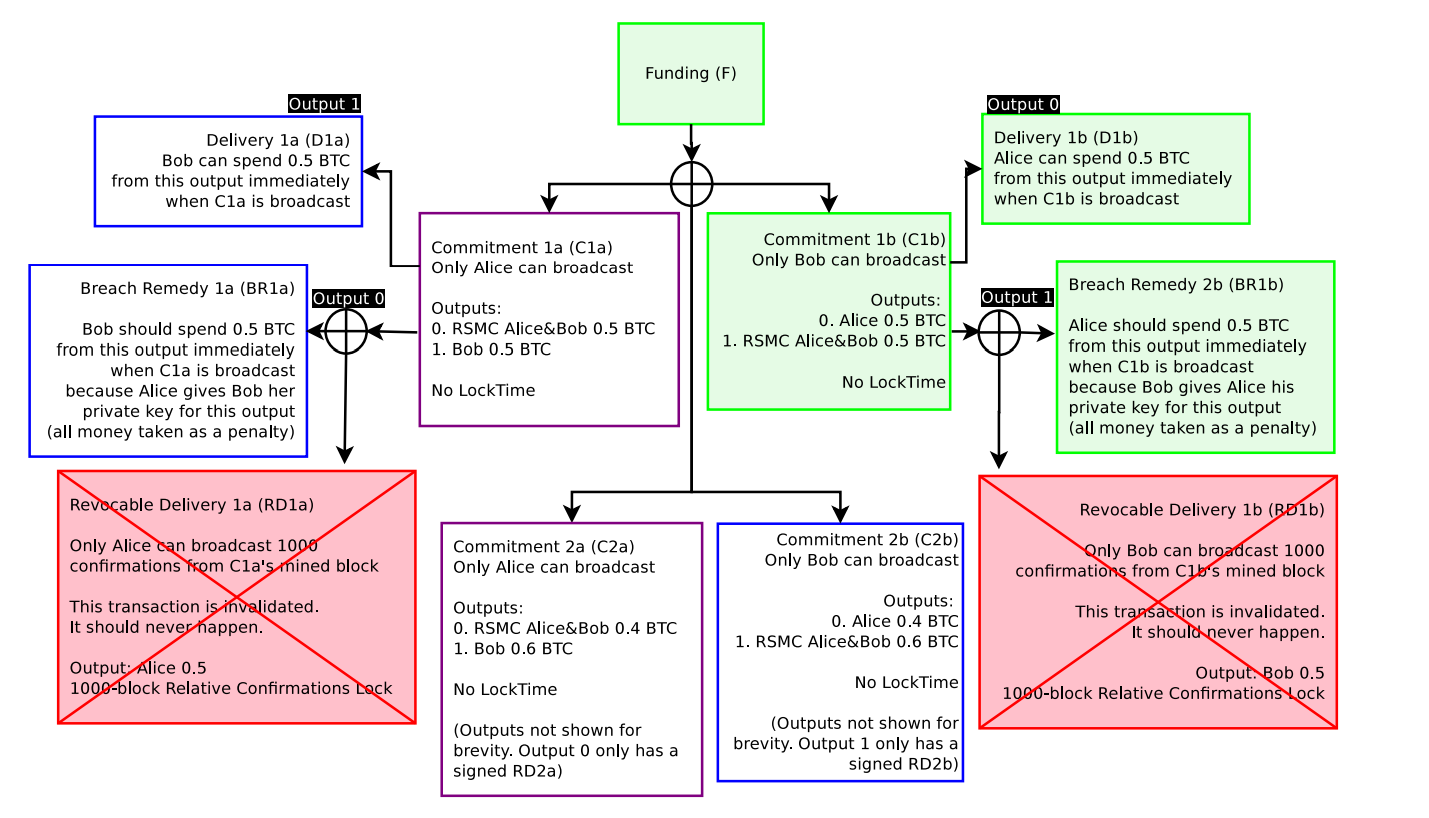 Funding (F)
Output 1
Delivery 1a (D1a)
Bob can spend 0.5 BTC
from this output immediately
when C1a is broadcast
Output 0
Delivery 1b (D1b)
Alice can spend 0.5 BTC
from this output immediately
when C1b is broadcast
Commitment 1a (C1a)
Only Alice can broadcast
Outputs:
0. RSMC Alice&Bob 0.5 BTC
1. Bob 0.5 BTC
No LockTime
Commitment 1b (C1b)
Only Bob can broadcast
Outputs:
0. Alice 0.5 BTC
1. RSMC Alice&Bob 0.5 BTC
No LockTime
Breach Remedy 1a (BR1a)
Bob should spend 0.5 BTC
from this output immediately
when C1a is broadcast
because Alice gives Bob her
private key for this output
(all money taken as a penalty)
Output 0
Output 1
Breach Remedy 2b (BR1b)
Alice should spend 0.5 BTC
from this output immediately
when C1b is broadcast
because Bob gives Alice his
private key for this output
(all money taken as a penalty)
Revocable Delivery 1a (RD1a)
Only Alice can broadcast 1000
confirmations from C1a's mined block
This transaction is invalidated.
It should never happen.
Output: Alice 0.5
1000-block Relative Confirmations Lock
Commitment 2a (C2a)
Only Alice can broadcast
Outputs:
0. RSMC Alice&Bob 0.4 BTC
1. Bob 0.6 BTC
No LockTime
(Outputs not shown for
brevity. Output 0 only has a
signed RD2a)
Commitment 2b (C2b)
Only Bob can broadcast
Outputs:
0. Alice 0.4 BTC
1. RSMC Alice&Bob 0.6 BTC
No LockTime
(Outputs not shown for
brevity. Output 1 only has a
signed RD2b)
Revocable Delivery 1b (RD1b)
Only Bob can broadcast 1000
confirmations from C1b's mined block
This transaction is invalidated.
It should never happen.
Output: Bob 0.5
1000-block Relative Confirmations Lock